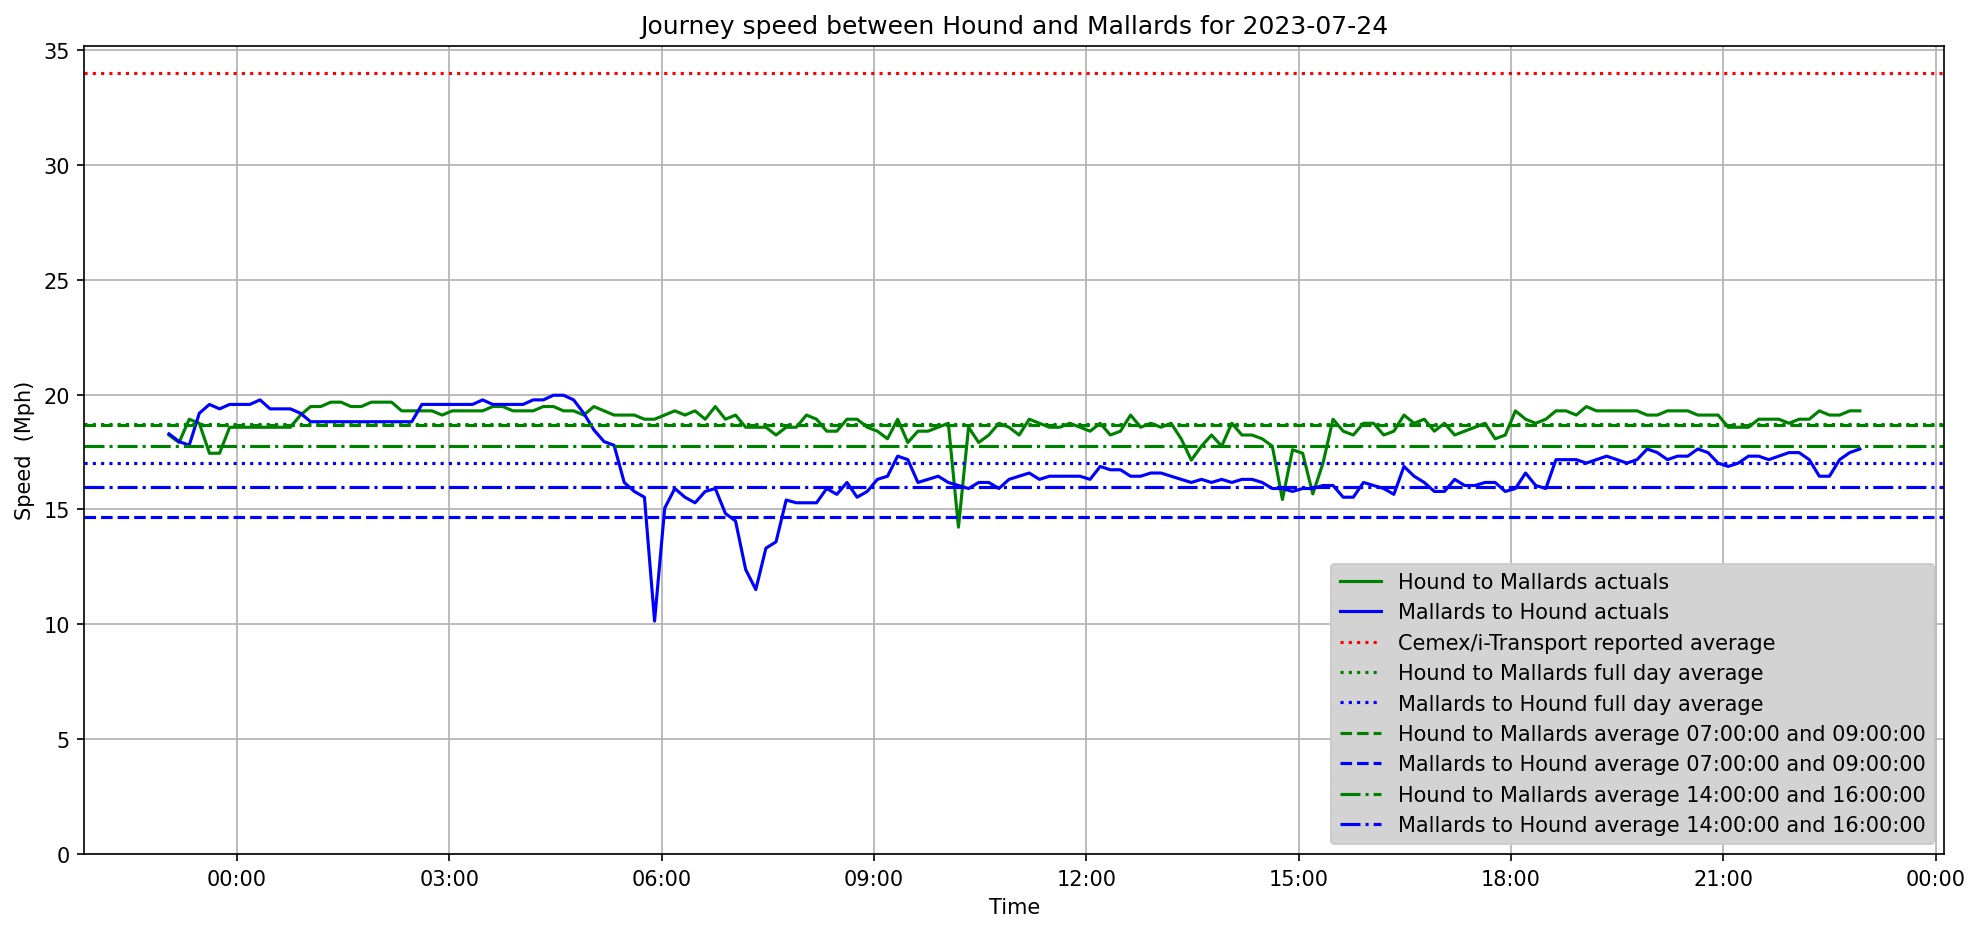 Journey speed between Hound and Mallards for 2023-07-24
35
30
25
20
15
10
5
0
Speed (Mph)
00:00 03:00 06:00 09:00 12:00 15:00 18:00 21:00 00:00
Time
Hound to Mallards actuals
Mallards to Hound actuals
Cemex/i-Transport reported average
Hound to Mallards full day average
Mallards to Hound full day average
Hound to Mallards average 07:00:00 and 09:00:00
Mallards to Hound average 07:00:00 and 09:00:00
Hound to Mallards average 14:00:00 and 16:00:00
Mallards to Hound average 14:00:00 and 16:00:00